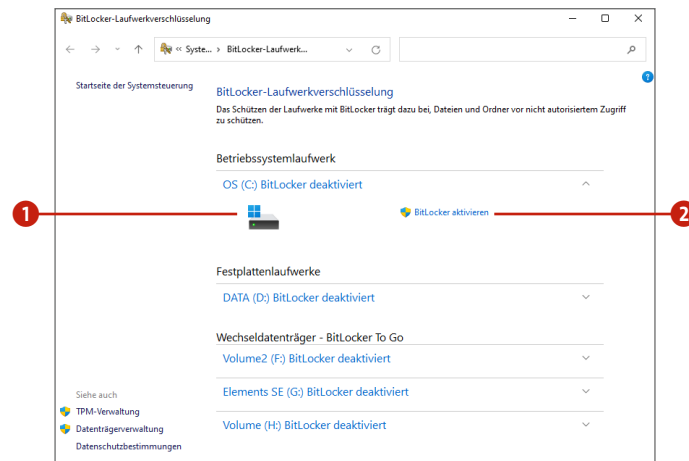 BitLocker-Laufwerkverschlüsselung
« Syste... › BitLocker-Laufwerk...
Startseite der Systemsteuerung
BitLocker-Laufwerkverschlüsselung
Das Schützen der Laufwerke mit BitLocker trägt dazu bei, Dateien und Ordner vor nicht autorisiertem Zugriff
zu schützen.
Betriebssystemlaufwerk
OS (C:) BitLocker deaktiviert
1
BitLocker aktivieren
2
Festplattenlaufwerke
DATA (D:) BitLocker deaktiviert
Wechseldatenträger - BitLocker To Go
Volume2 (F:) BitLocker deaktiviert
Elements SE (G:) BitLocker deaktiviert
Volume (H:) BitLocker deaktiviert
Siehe auch
TPM-Verwaltung
Datenträgerverwaltung
Datenschutzbestimmungen